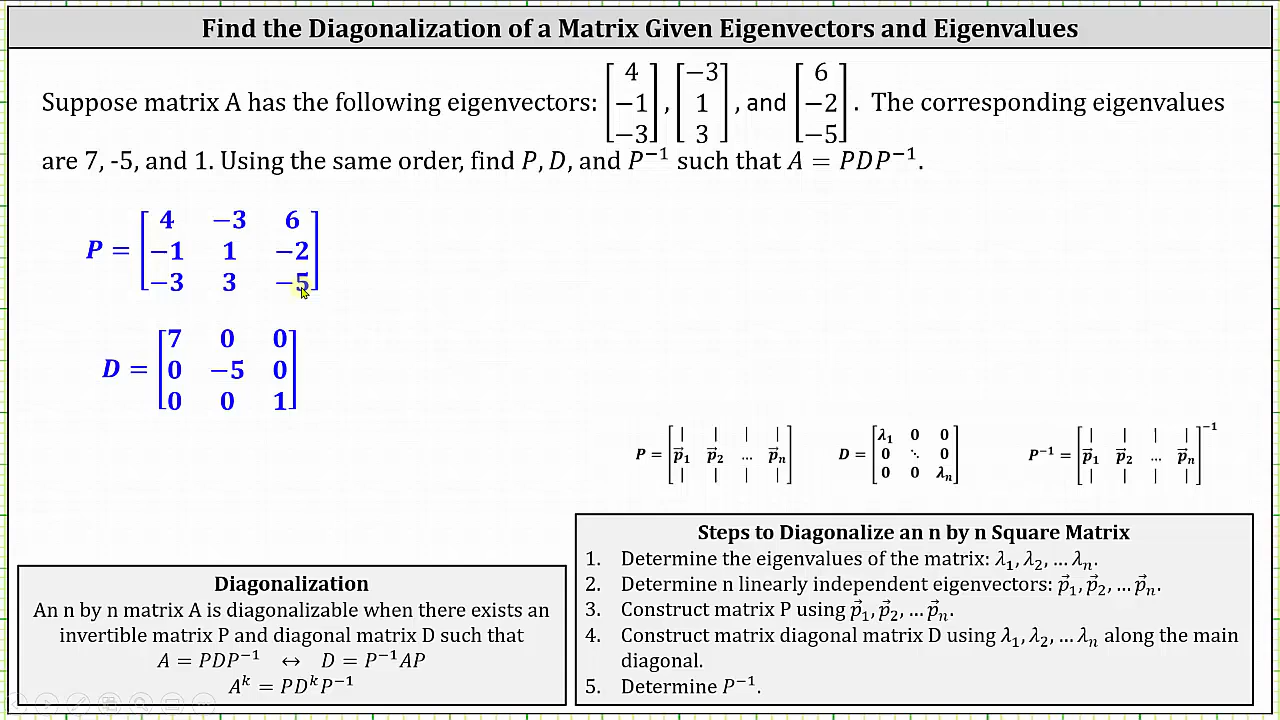 Find the Diagonalization of a Matrix Given Eigenvectors and Eigenvalues
Suppose matrix A has the following eigenvectors: [4 −1 −3], [−3 1 3], and [6 −2 −5]. The corresponding eigenvalues
are 7, -5, and 1. Using the same order, find P, D, and P⁻¹ such that A = PDP⁻¹.
P = [4 −3 6
−1 1 −2
−3 3 −5]
D = [7 0 0
0 −5 0
0 0 1]
P = [| | | |
p⃗₁ p⃗₂ … p⃗ₙ
| | | |]
D = [λ₁ 0 0
0 ⋱ 0
0 0 λₙ]
P⁻¹ = [| | | |
p⃗₁ p⃗₂ … p⃗ₙ
| | | |]⁻¹
Diagonalization
An n by n matrix A is diagonalizable when there exists an
invertible matrix P and diagonal matrix D such that
A = PDP⁻¹ ↔ D = P⁻¹AP
Aᵏ = PDᵏP⁻¹
Steps to Diagonalize an n by n Square Matrix
1. Determine the eigenvalues of the matrix: λ₁, λ₂, … λₙ.
2. Determine n linearly independent eigenvectors: p⃗₁, p⃗₂, … p⃗ₙ.
3. Construct matrix P using p⃗₁, p⃗₂, … p⃗ₙ.
4. Construct matrix diagonal matrix D using λ₁, λ₂, … λₙ along the main
diagonal.
5. Determine P⁻¹.